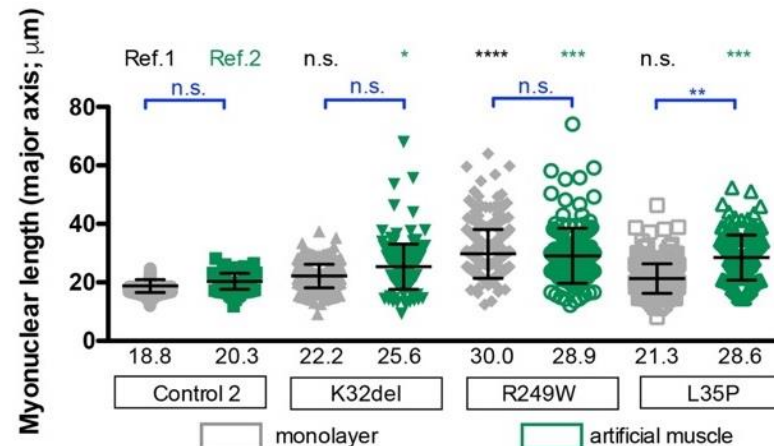 Myonuclear length (major axis; μm)
Ref.1 Ref.2 n.s. * **** *** n.s. ***
n.s. n.s. n.s. **
80
60
40
20
0
18.8 20.3 22.2 25.6 30.0 28.9 21.3 28.6
Control 2 K32del R249W L35P
monolayer artificial muscle